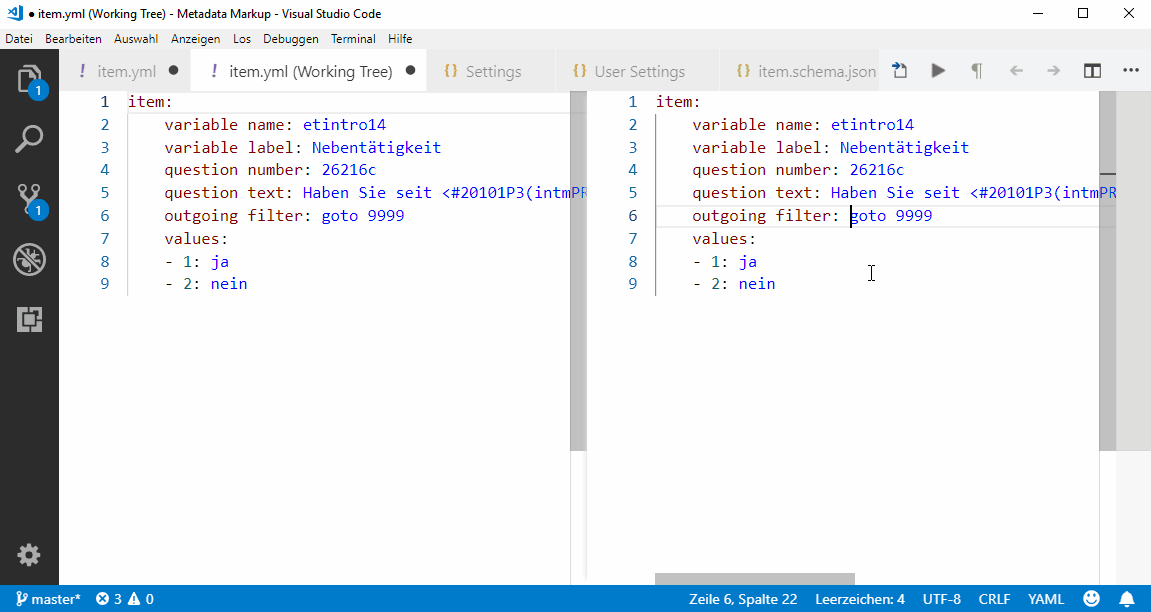 ● item.yml (Working Tree) - Metadata Markup - Visual Studio Code
Datei Bearbeiten Auswahl Anzeigen Los Debuggen Terminal Hilfe
! item.yml ● ! item.yml (Working Tree) ● {} Settings {} User Settings {} item.schema.json
1 item:
2 variable name: etintro14
3 variable label: Nebentätigkeit
4 question number: 26216c
5 question text: Haben Sie seit <#20101P3(intmPR
6 outgoing filter: goto 9999
7 values:
8 - 1: ja
9 - 2: nein
1 item:
2 variable name: etintro14
3 variable label: Nebentätigkeit
4 question number: 26216c
5 question text: Haben Sie seit <#20101P3(intmPR
6 outgoing filter: goto 9999
7 values:
8 - 1: ja
9 - 2: nein
1
1
master* 3 0 Zeile 6, Spalte 22 Leerzeichen: 4 UTF-8 CRLF YAML